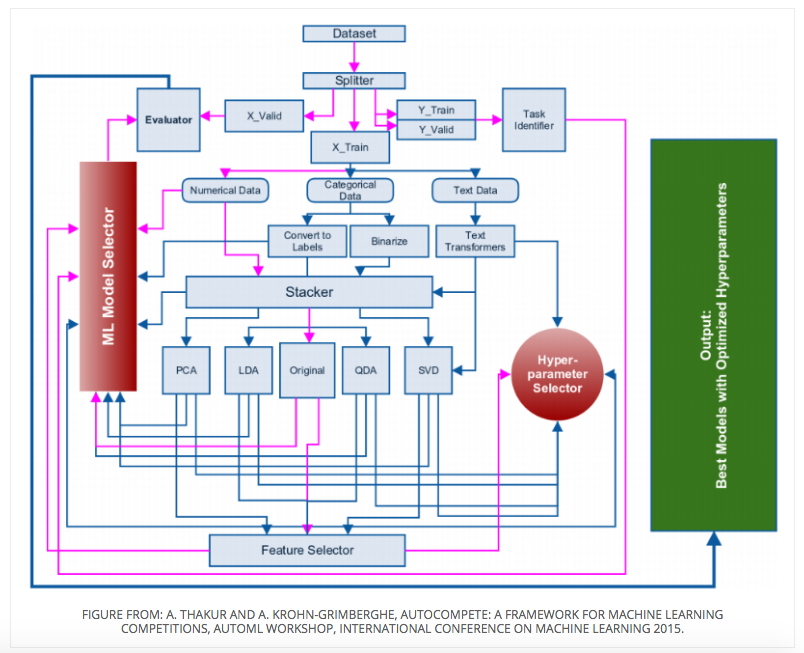 Dataset
Splitter
Evaluator
X_Valid
Y_Train
Y_Valid
Task
Identifier
X_Train
Numerical Data
Categorical
Data
Text Data
Convert to
Labels
Binarize
Text
Transformers
ML Model Selector
Stacker
PCA
LDA
Original
QDA
SVD
Hyper-
parameter
Selector
Output:
Best Models with Optimized Hyperparameters
Feature Selector
FIGURE FROM: A. THAKUR AND A. KROHN-GRIMBERGHE, AUTOCOMPETE: A FRAMEWORK FOR MACHINE LEARNING
COMPETITIONS, AUTOML WORKSHOP, INTERNATIONAL CONFERENCE ON MACHINE LEARNING 2015.